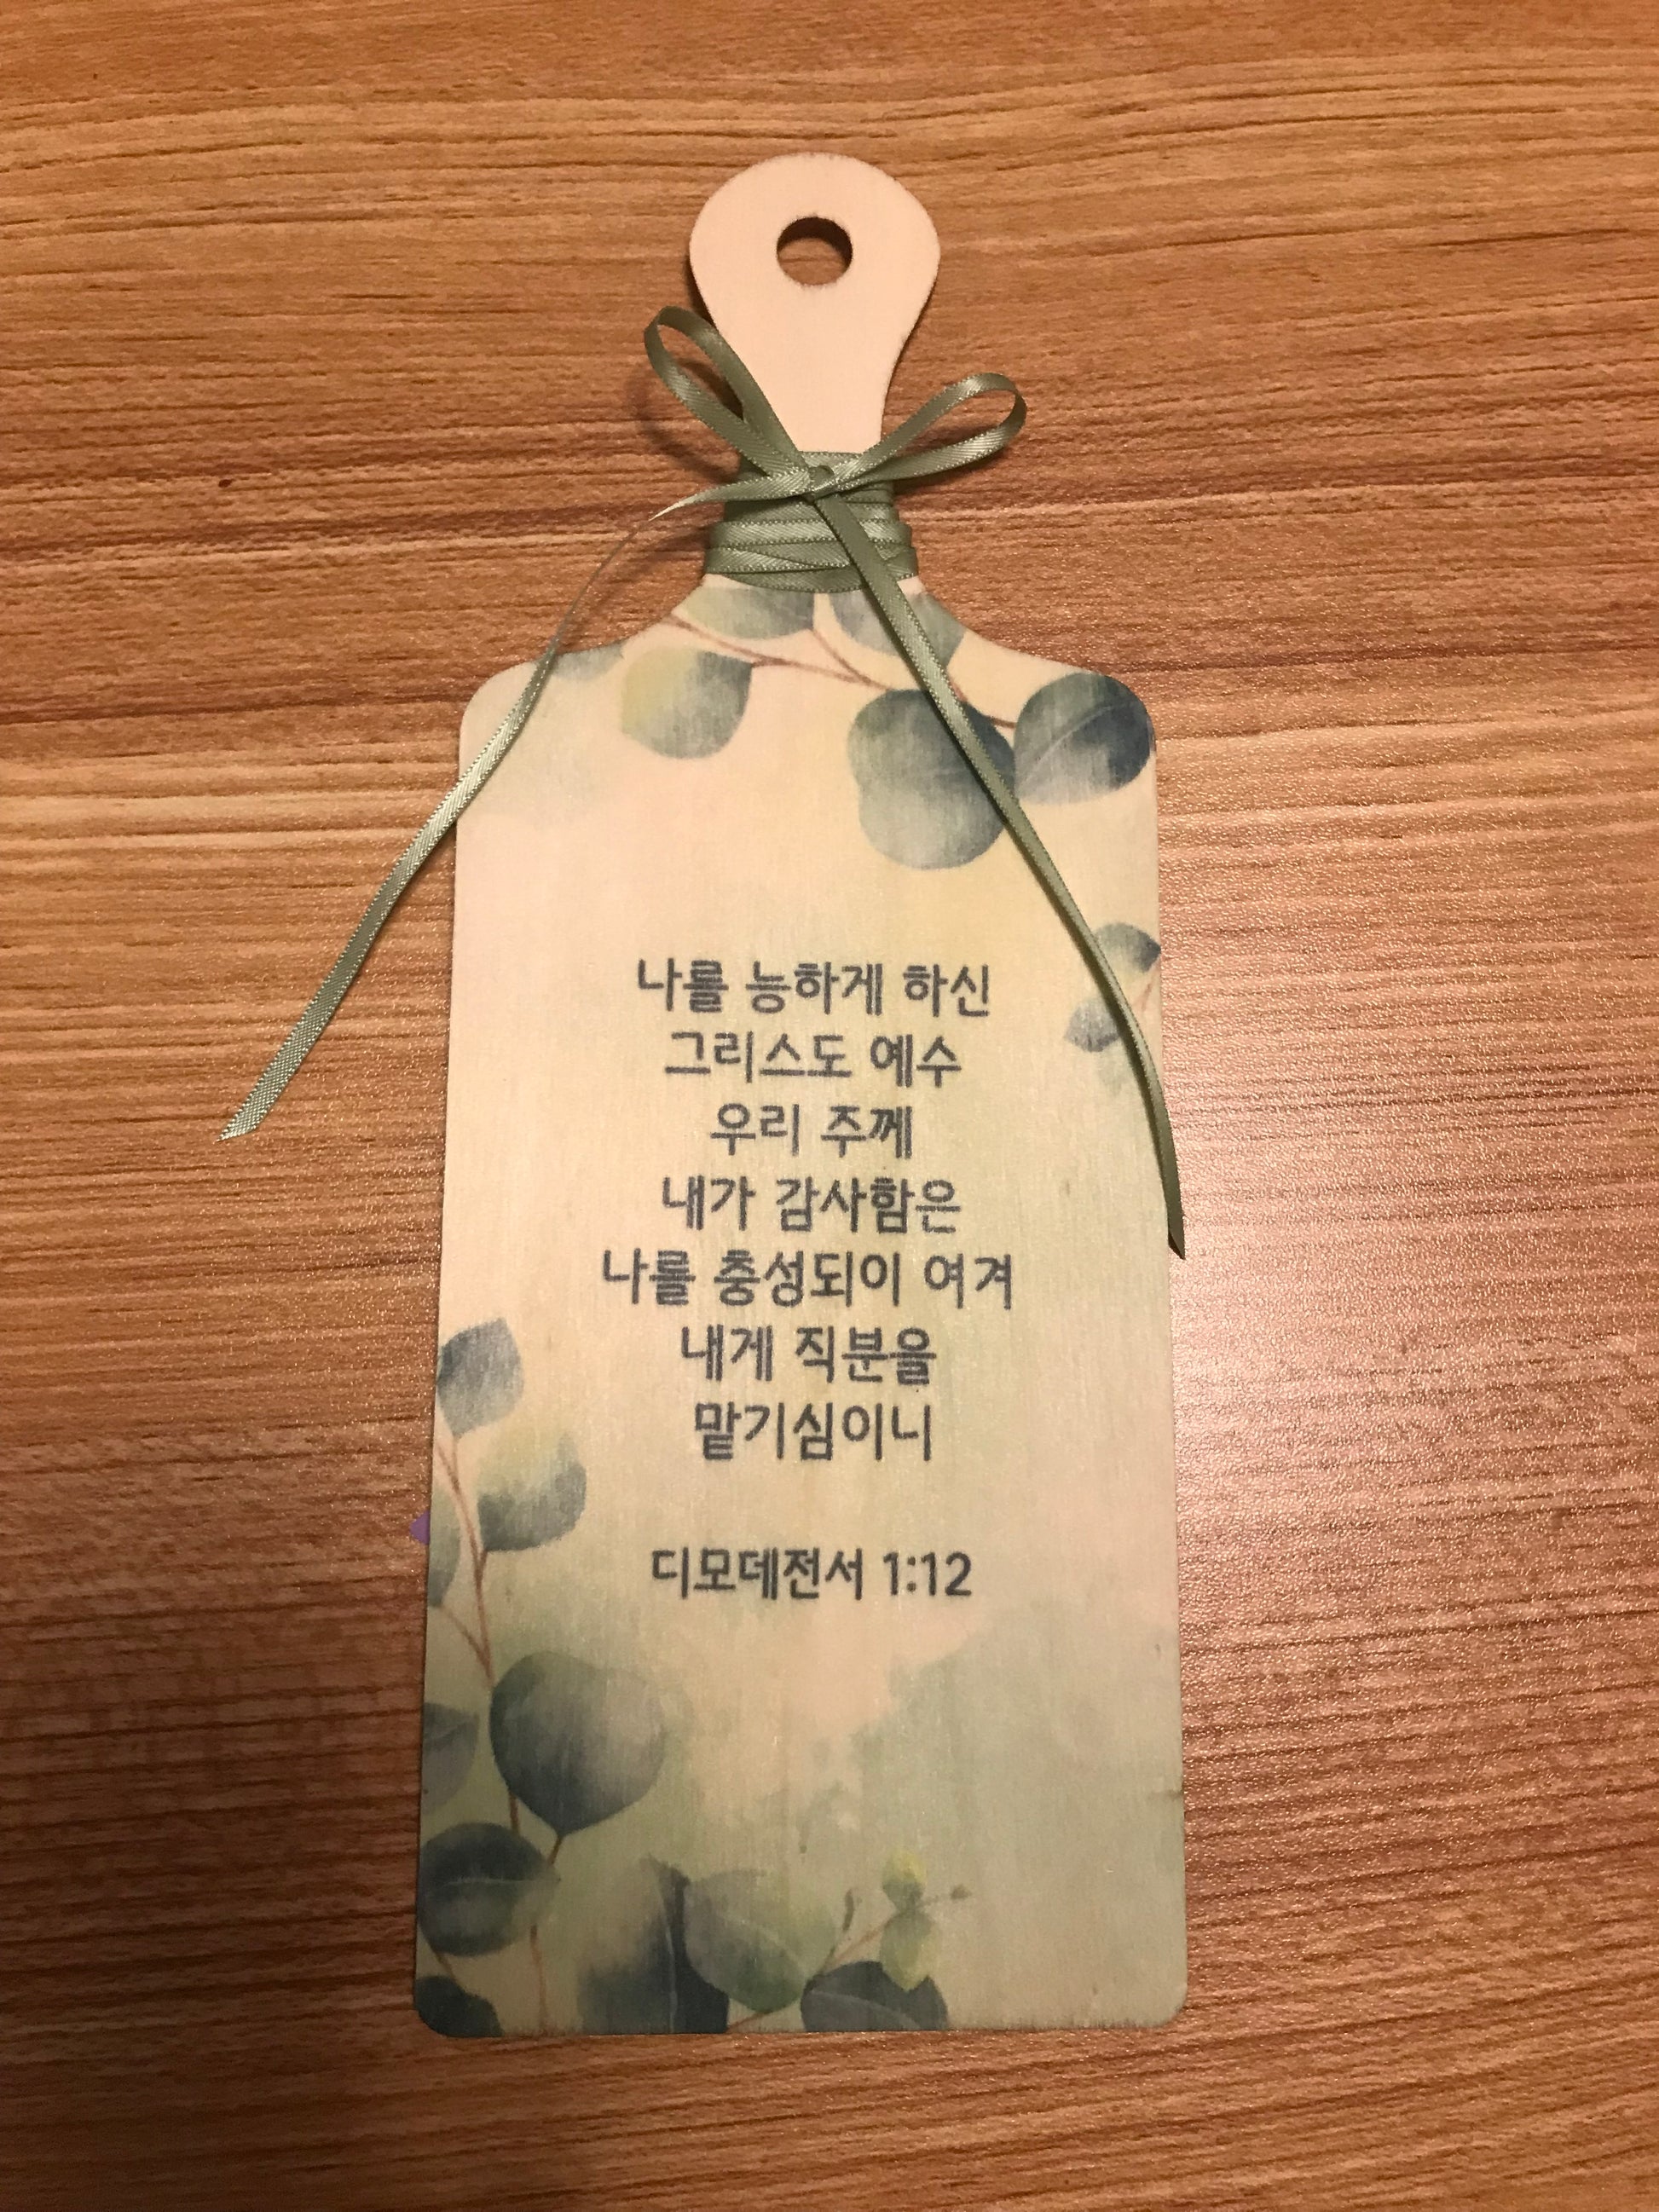 나를 능하게 하신
그리스도 예수
우리 주께
내가 감사함은
나를 충성되이 여겨
내게 직분을
맡기심이니
디모데전서 1:12